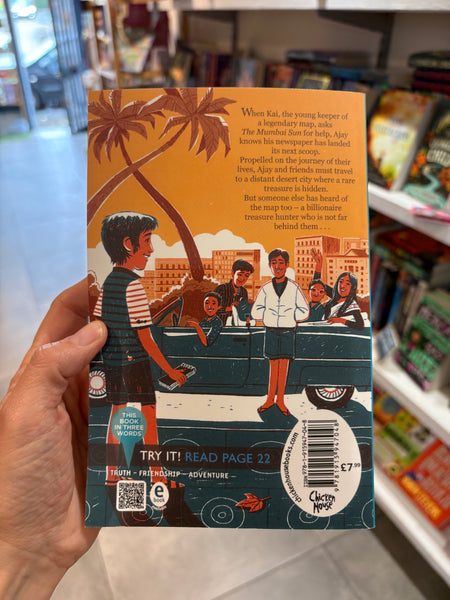 When Kai, the young keeper of
a legendary map, asks
The Mumbai Sun for help, Ajay
knows his newspaper has landed
its next scoop.
Propelled on the journey of their
lives, Ajay and friends must travel
to a distant desert city where a rare
treasure is hidden.
But someone else has heard of
the map too – a billionaire
treasure hunter who is not far
behind them . . .
THIS
BOOK
IN THREE
WORDS
TRY IT! READ PAGE 22
TRUTH – FRIENDSHIP – ADVENTURE –
e
BOOK
chickenhousebooks.com
£7.99
Chicken
House